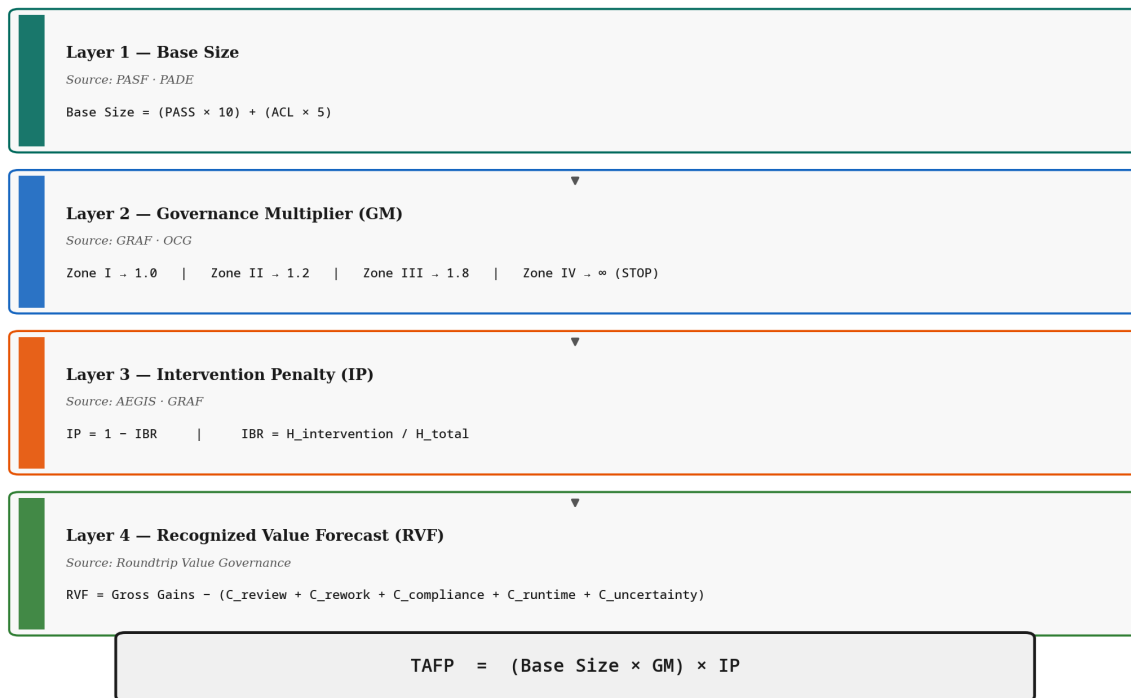 Layer 1 — Base Size
Source: PASF · PADE
Base Size = (PASS × 10) + (ACL × 5)
Layer 2 — Governance Multiplier (GM)
Source: GRAF · OCG
Zone I → 1.0   |   Zone II → 1.2   |   Zone III → 1.8   |   Zone IV → ∞ (STOP)
Layer 3 — Intervention Penalty (IP)
Source: AEGIS · GRAF
IP = 1 − IBR     |     IBR = H_intervention / H_total
Layer 4 — Recognized Value Forecast (RVF)
Source: Roundtrip Value Governance
RVF = Gross Gains − (C_review + C_rework + C_compliance + C_runtime + C_uncertainty)
TAFP  =  (Base Size × GM) × IP